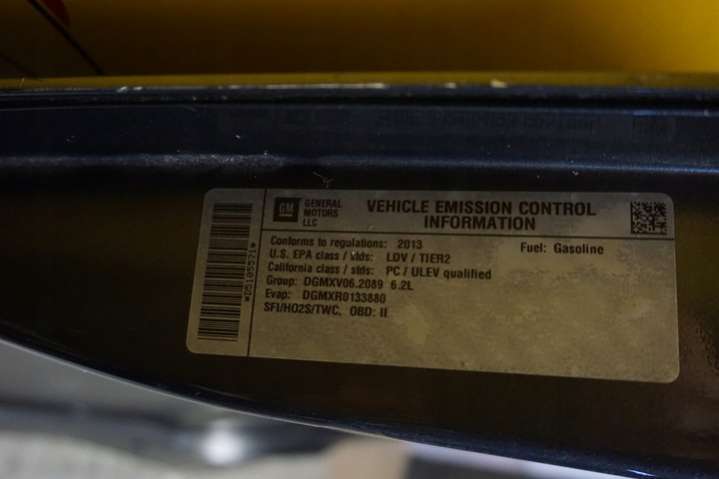 GM
GENERAL
MOTORS
LLC
VEHICLE EMISSION CONTROL
INFORMATION
Conforms to regulations: 2013
Fuel: Gasoline
U.S. EPA class / stds: LDV / TIER2
California class / stds: PC / ULEV qualified
Group: DGMXV06.2089 6.2L
Evap: DGMXR0133880
SFI/HO2S/TWC, OBD: II
*D5105521*